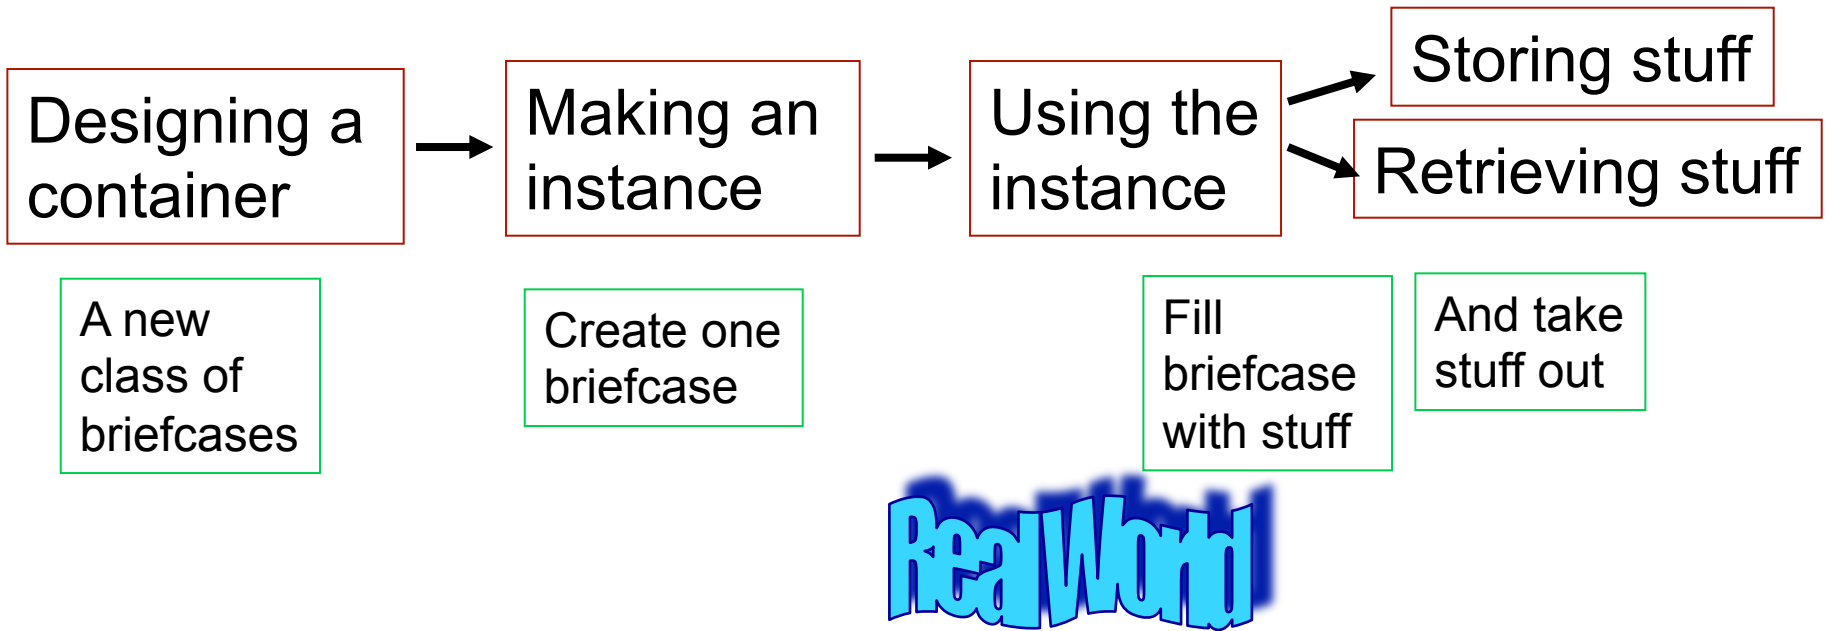 Designing a
container
Making an
instance
Using the
instance
Storing stuff
Retrieving stuff
A new
class of
briefcases
Create one
briefcase
Fill
briefcase
with stuff
And take
stuff out
Real World